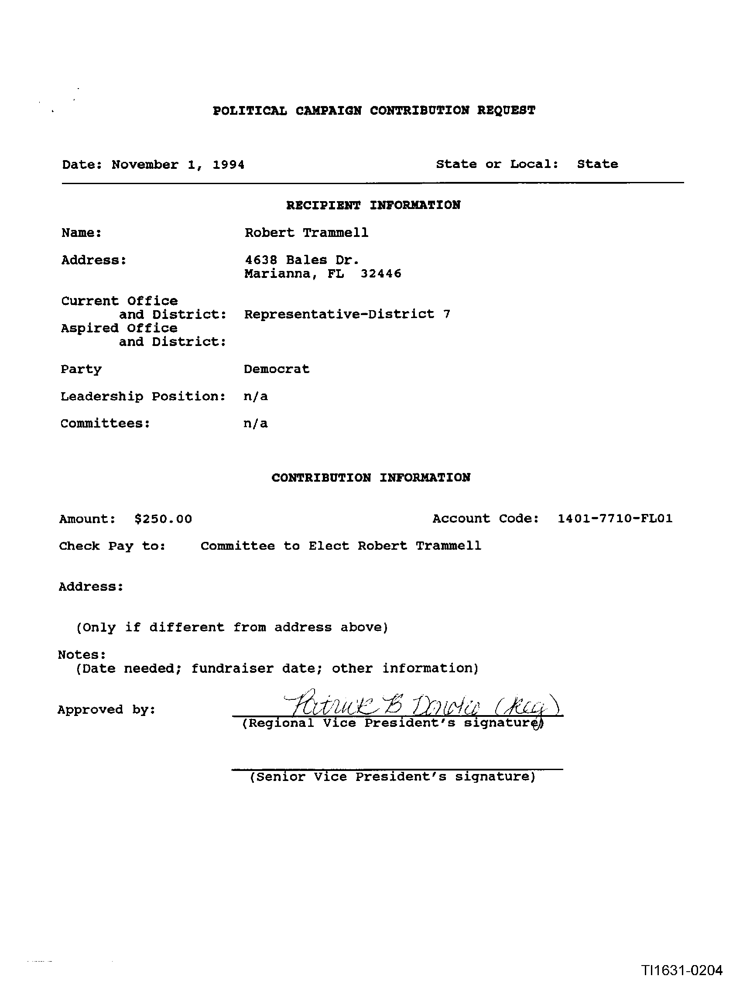 POLITICAL CAMPAIGN CONTRIBUTION REQUEST
Date: November 1, 1994 State or Local: State
RECIPIENT INFORMATION
Name: Robert Trammell
Address: 4638 Bales Dr.
Marianna, FL 32446
Current Office
and District: Representative-District 7
Aspired Office
and District:
Party Democrat
Leadership Position: n/a
Committees: n/a
CONTRIBUTION INFORMATION
Amount: $250.00 Account Code: 1401-7710-FL01
Check Pay to: Committee to Elect Robert Trammell
Address:
(Only if different from address above)
Notes:
(Date needed; fundraiser date; other information)
Approved by: Patrick B
(Regional Vice President's signature)
(Senior Vice President's signature)
TI1631-0204